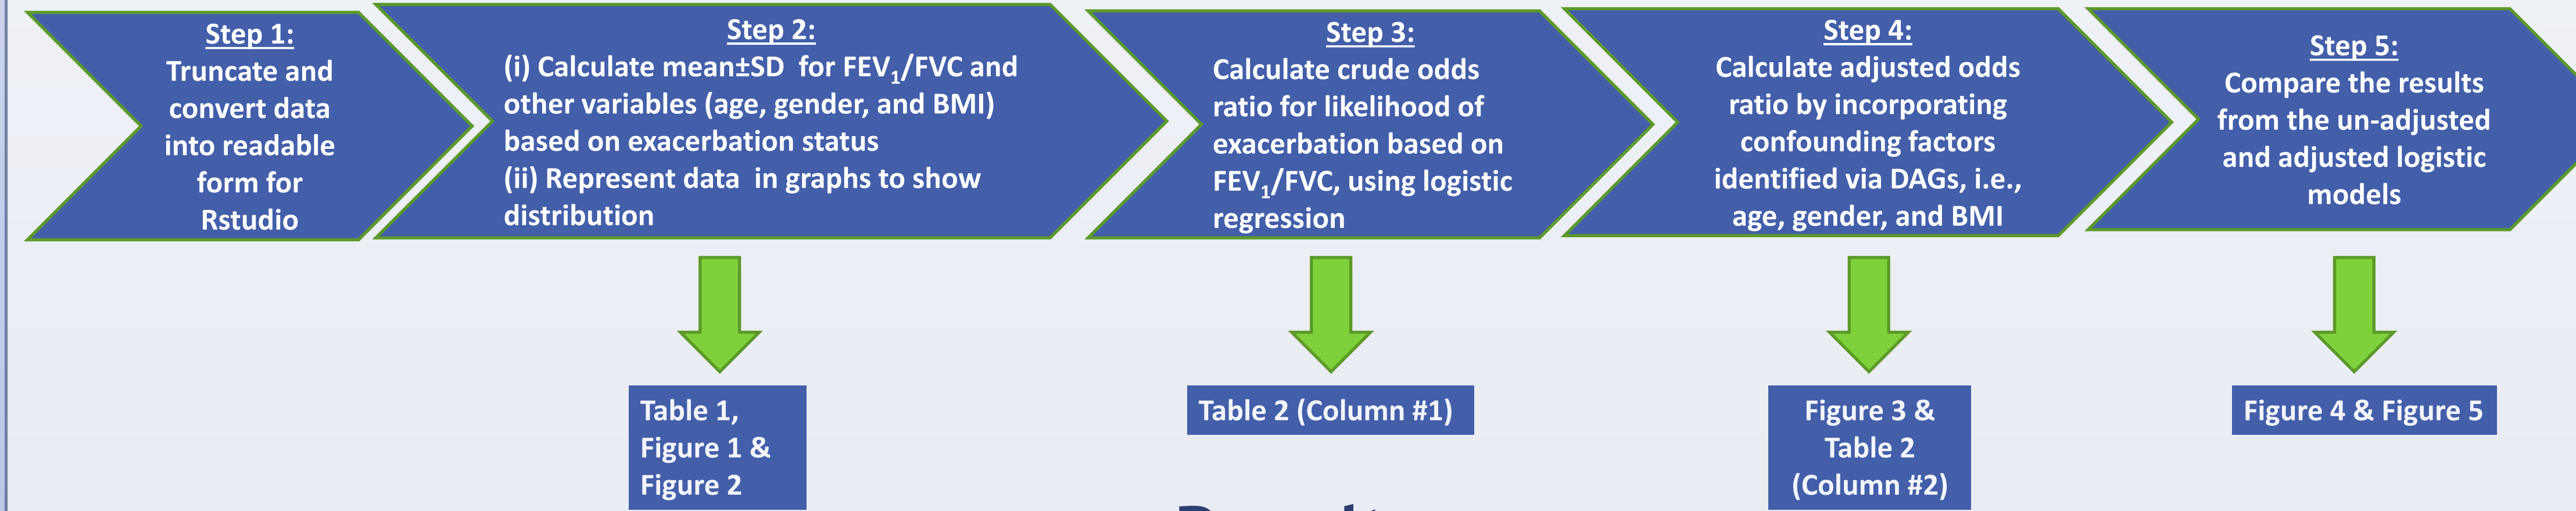 Step 1:
Truncate and
convert data
into readable
form for
Rstudio
Step 2:
(i) Calculate mean±SD  for FEV₁/FVC and
other variables (age, gender, and BMI)
based on exacerbation status
(ii) Represent data  in graphs to show
distribution
Step 3:
Calculate crude odds
ratio for likelihood of
exacerbation based on
FEV₁/FVC, using logistic
regression
Step 4:
Calculate adjusted odds
ratio by incorporating
confounding factors
identified via DAGs, i.e.,
age, gender, and BMI
Step 5:
Compare the results
from the un-adjusted
and adjusted logistic
models
Table 1,
Figure 1 &
Figure 2
Table 2 (Column #1)
Figure 3 &
Table 2
(Column #2)
Figure 4 & Figure 5